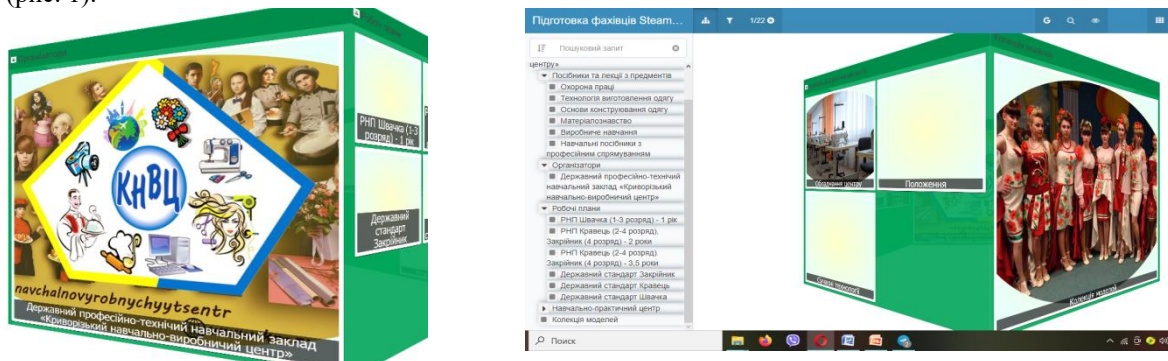 (рис. 1).
КНВЦ
navchalnovyrobnychyytsentr
Державний професійно-технічий навчальний заклад
«Криворізький навчально-виробничий центр»
РНП Швачка (1-3
розряд) - 1 рік
Державний
стандарт
Закрійник
Підготовка фахівців Steam...
1/22
Пошуковий запит
центру»
Посібники та лекції з предментів
Охорона праці
Технологія виготовлення одягу
Основи конструювання одягу
Матеріалознавство
Виробниче навчання
Навчальні посібники з
професійним спрямуванням
Організатори
Державний професійно-технічий
навчальний заклад «Криворізький
навчально-виробничий центр»
Робочі плани
РНП Швачка (1-3 розряд) - 1 рік
РНП Кравець (2-4 розряд),
Закрійник (4 розряд) - 2 роки
РНП Кравець (2-4 розряд)
Закрійник (4 розряд) - 3.5 роки
Державний стандарт Закрійник
Державний стандарт Кравець
Державний стандарт Швачка
Навчально-практичний центр
Колекція моделей
Обладнання центру
Положення
Колекція моделей
Поиск